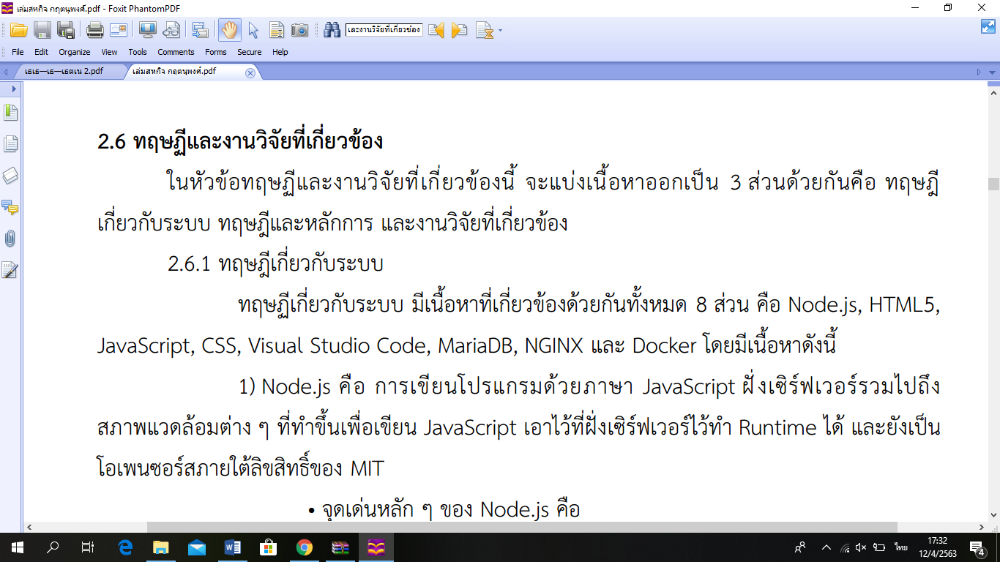 เล่มสหกิจ กฤตนุพงศ์.pdf - Foxit PhantomPDF
และงานวิจัยที่เกี่ยวข้อง
File Edit Organize View Tools Comments Forms Secure Help
เธเธ—เธ—เธตเน 2.pdf เล่มสหกิจ กฤตนุพงศ์.pdf
2.6 ทฤษฏีและงานวิจัยที่เกี่ยวข้อง
ในหัวข้อทฤษฏีและงานวิจัยที่เกี่ยวข้องนี้ จะแบ่งเนื้อหาออกเป็น 3 ส่วนด้วยกันคือ ทฤษฎี
เกี่ยวกับระบบ ทฤษฎีและหลักการ และงานวิจัยที่เกี่ยวข้อง
2.6.1 ทฤษฎีเกี่ยวกับระบบ
ทฤษฏีเกี่ยวกับระบบ มีเนื้อหาที่เกี่ยวข้องด้วยกันทั้งหมด 8 ส่วน คือ Node.js, HTML5,
JavaScript, CSS, Visual Studio Code, MariaDB, NGINX และ Docker โดยมีเนื้อหาดังนี้
1) Node.js คือ การเขียนโปรแกรมด้วยภาษา JavaScript ฝั่งเซิร์ฟเวอร์รวมไปถึง
สภาพแวดล้อมต่าง ๆ ที่ทำขึ้นเพื่อเขียน JavaScript เอาไว้ที่ฝั่งเซิร์ฟเวอร์ไว้ทำ Runtime ได้ และยังเป็น
โอเพนซอร์สภายใต้ลิขสิทธิ์ของ MIT
• จุดเด่นหลัก ๆ ของ Node.js คือ
ไทย
17:32
12/4/2563
4